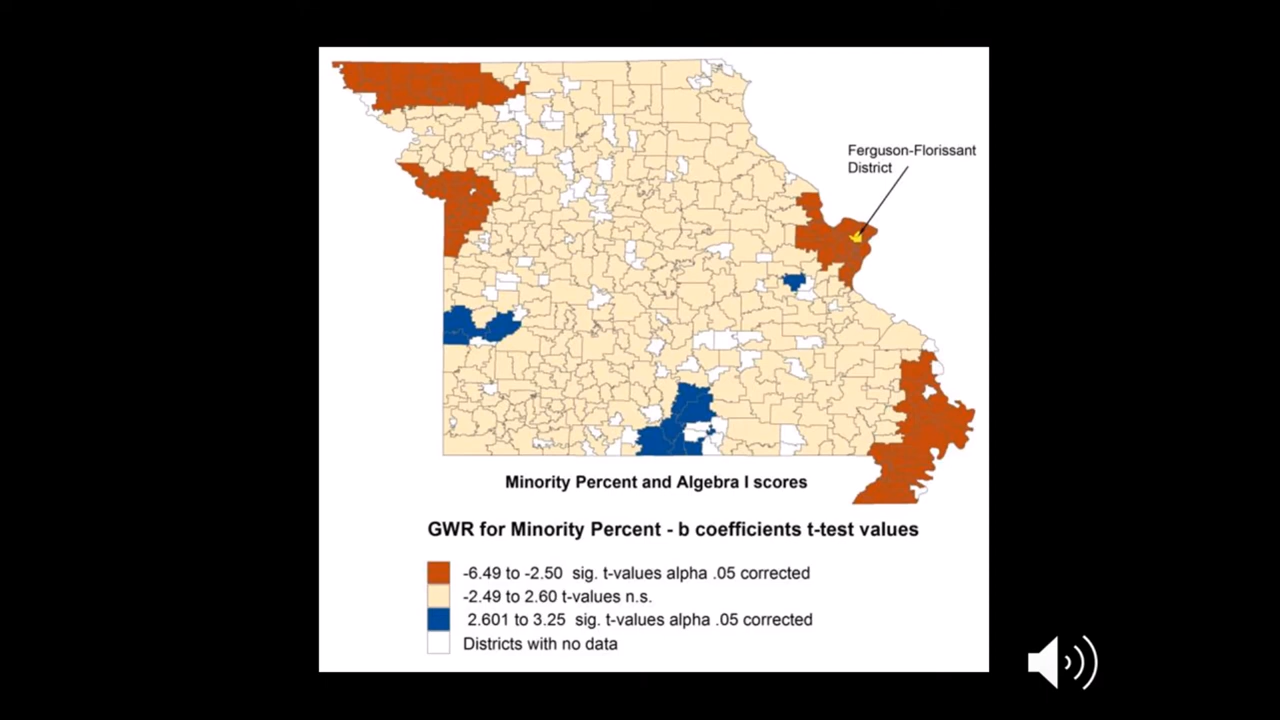 Ferguson-Florissant
District
Minority Percent and Algebra I scores
GWR for Minority Percent - b coefficients t-test values
-6.49 to -2.50 sig. t-values alpha .05 corrected
-2.49 to 2.60 t-values n.s.
2.601 to 3.25 sig. t-values alpha .05 corrected
Districts with no data